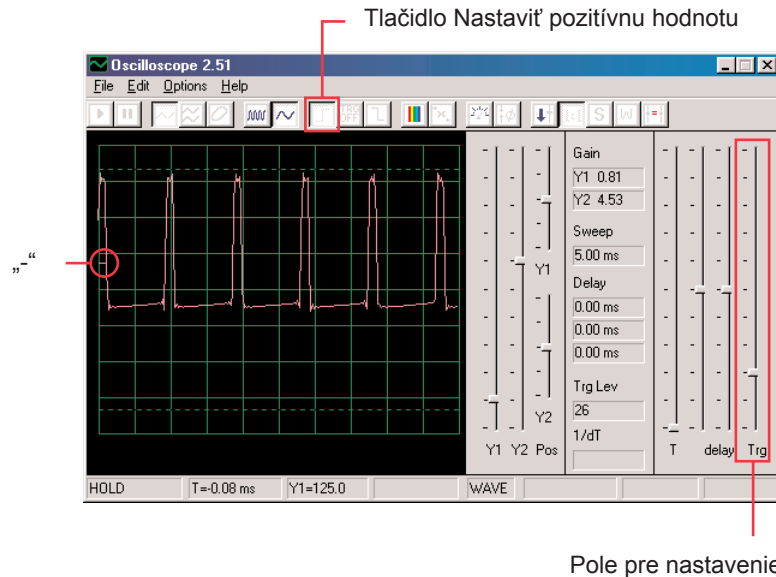 Tlačidlo Nastaviť pozitívnu hodnotu
Oscilloscope 2.51
File Edit Options Help
Gain
Y1 0.81
Y2 4.53
Sweep
5.00 ms
Delay
0.00 ms
0.00 ms
0.00 ms
Trg Lev
26
1/dT
Y1
Y2
Y1 Y2 Pos
T delay Trg
„-“
HOLD T=-0.08 ms Y1=125.0 WAVE
Pole pre nastavenie